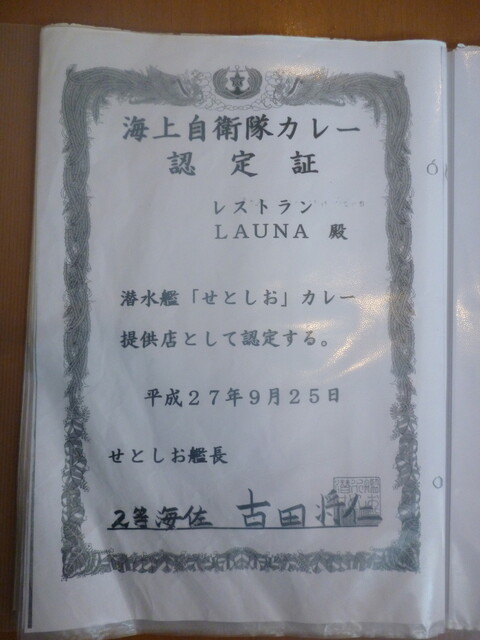 海上自衛隊カレー
認定証
レストラン
ＬＡＵＮＡ 殿
潜水艦「せとしお」カレー
提供店として認定する。
平成２７年９月２５日
せとしお艦長
2等海佐 古田 将仁